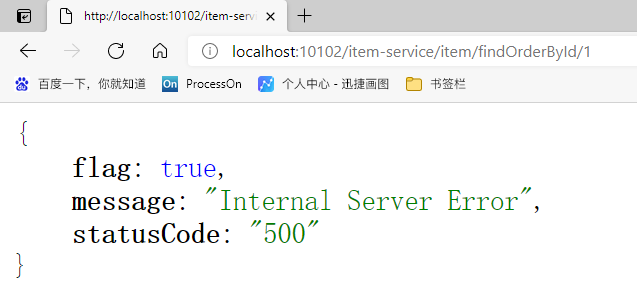 http://localhost:10102/item-serv
localhost:10102/item-service/item/findOrderById/1
百度一下，你就知道 On ProcessOn 个人中心 - 迅捷画图 书签栏
{
flag: true,
message: "Internal Server Error",
statusCode: "500"
}